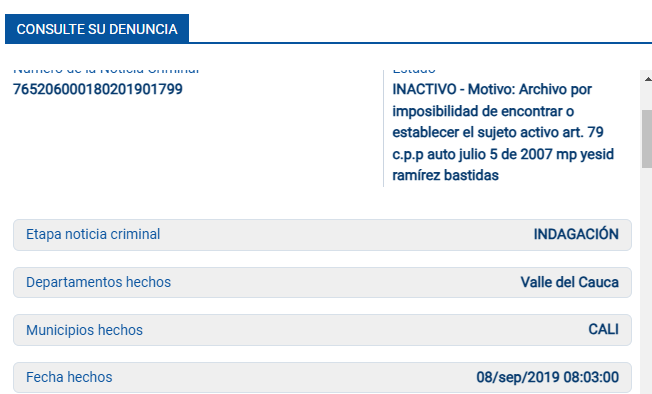 CONSULTE SU DENUNCIA
Número de la Noticia Criminal
765206000180201901799
Estado
INACTIVO - Motivo: Archivo por
imposibilidad de encontrar o
establecer el sujeto activo art. 79
c.p.p auto julio 5 de 2007 mp yesid
ramírez bastidas
Etapa noticia criminal
INDAGACIÓN
Departamentos hechos
Valle del Cauca
Municipios hechos
CALI
Fecha hechos
08/sep/2019 08:03:00